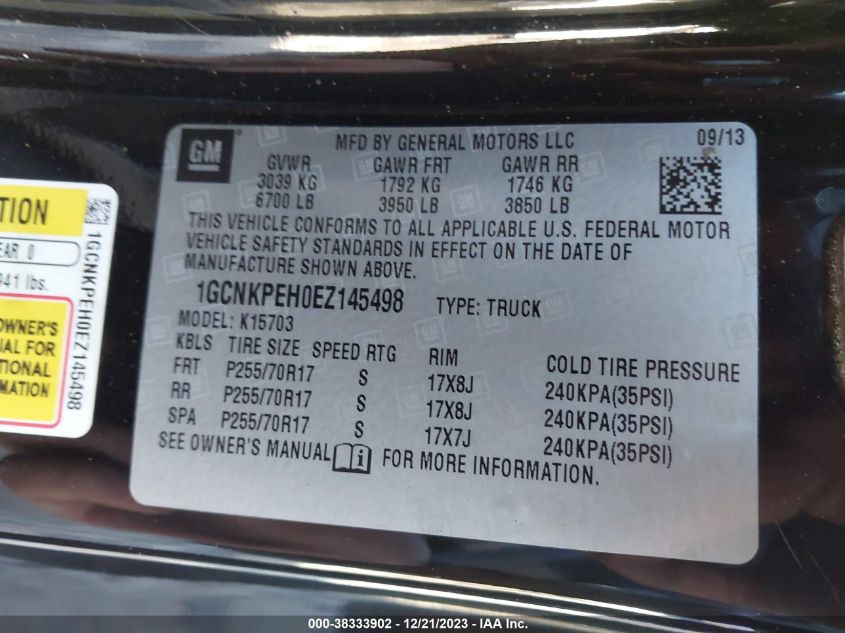 GM
MFD BY GENERAL MOTORS LLC
09/13
GVWR GAWR FRT GAWR RR
3039 KG 1792 KG 1746 KG
6700 LB 3950 LB 3850 LB
THIS VEHICLE CONFORMS TO ALL APPLICABLE U.S. FEDERAL MOTOR
VEHICLE SAFETY STANDARDS IN EFFECT ON THE DATE OF
MANUFACTURE SHOWN ABOVE.
1GCNKPEH0EZ145498 TYPE: TRUCK
MODEL: K15703
KBLS TIRE SIZE SPEED RTG RIM COLD TIRE PRESSURE
FRT P255/70R17 S 17X8J 240KPA(35PSI)
RR P255/70R17 S 17X8J 240KPA(35PSI)
SPA P255/70R17 S 17X7J 240KPA(35PSI)
SEE OWNER'S MANUAL i FOR MORE INFORMATION.
EAR 0
941 lbs.
OWNER'S
FOR
1GCNKPEH0EZ145498
000-38333902 - 12/21/2023 - IAA Inc.